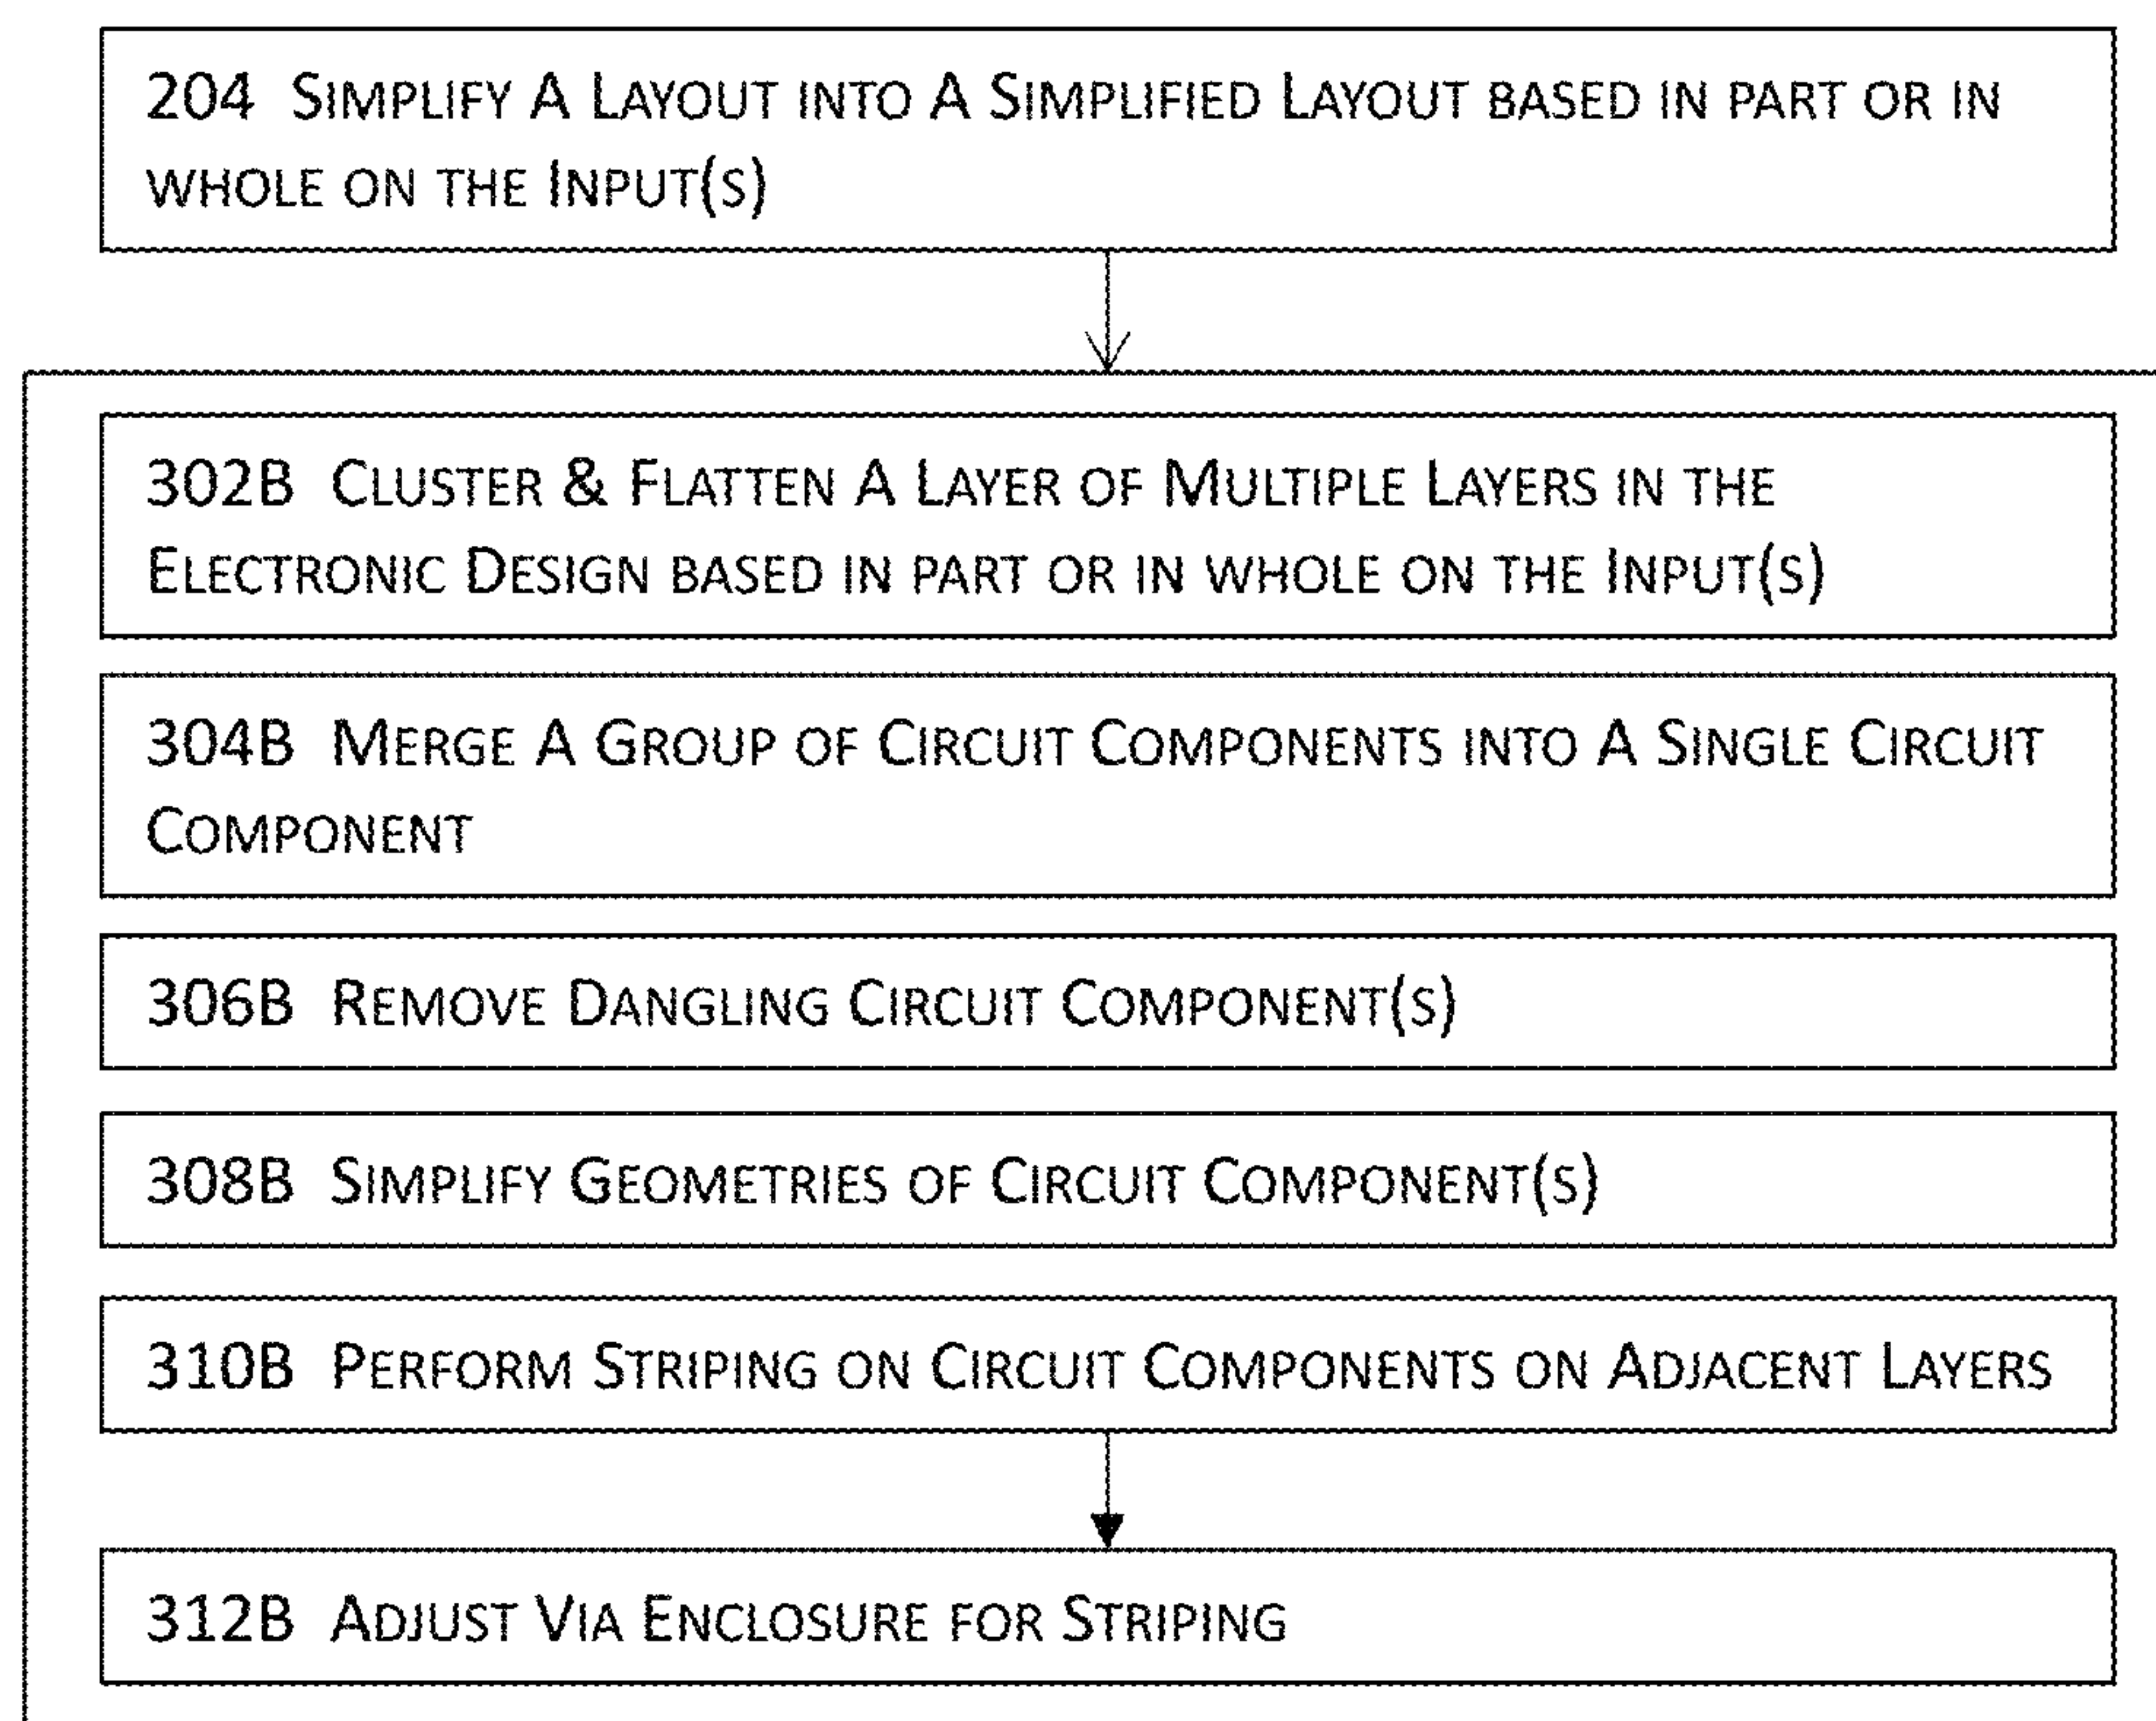 204 Simplify A Layout into A Simplified Layout based in part or in
whole on the Input(s)
302B Cluster & Flatten A Layer of Multiple Layers in the
Electronic Design based in part or in whole on the Input(s)
304B Merge A Group of Circuit Components into A Single Circuit
Component
306B Remove Dangling Circuit Component(s)
308B Simplify Geometries of Circuit Component(s)
310B Perform Striping on Circuit Components on Adjacent Layers
312B Adjust Via Enclosure for Striping